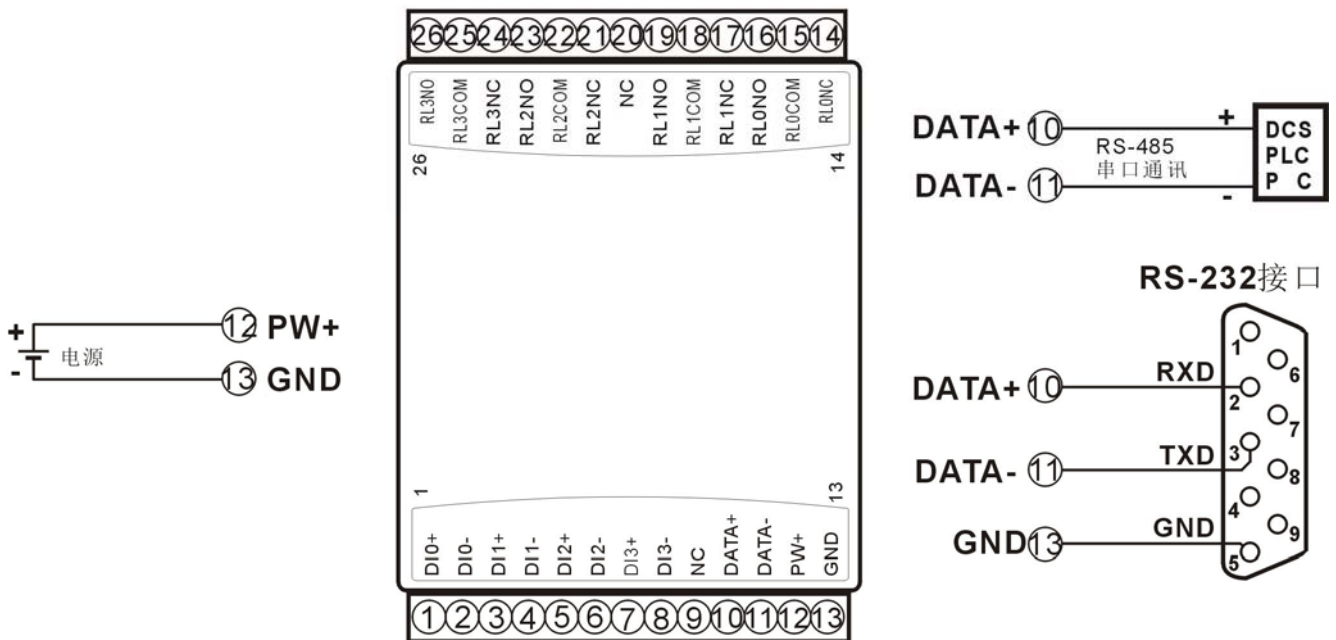 26 25 24 23 22 21 20 19 18 17 16 15 14
RL3NO RL3COM RL3NC RL2NO RL2COM RL2NC NC RL1NO RL1COM RL1NC RL0NO RL0COM RL0NC
26 14
DATA+ 10 + DCS
RS-485 PLC
串口通讯 P C
DATA- 11 -
+ 12 PW+
电源
- 13 GND
RS-232接口
1
6
DATA+ 10 RXD 2
7
DATA- 11 TXD 3
8
4
9
GND 13 GND 5
1 13
DI0+ DI0- DI1+ DI1- DI2+ DI2- DI3+ DI3- NC DATA+ DATA- PW+ GND
1 2 3 4 5 6 7 8 9 10 11 12 13